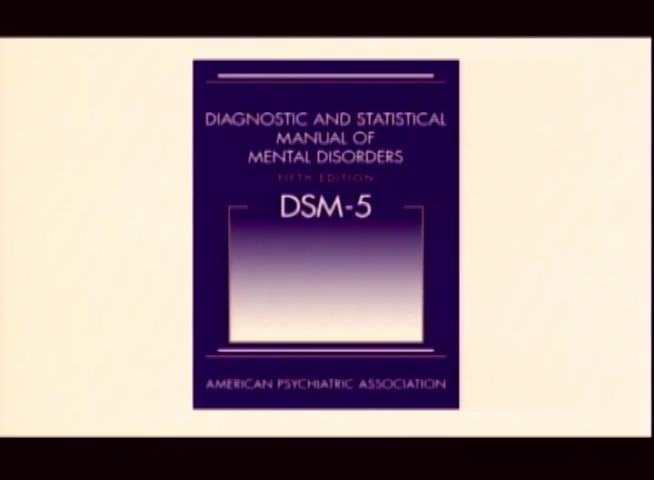 DIAGNOSTIC AND STATISTICAL
MANUAL OF
MENTAL DISORDERS
FIFTH EDITION
DSM-5
AMERICAN PSYCHIATRIC ASSOCIATION